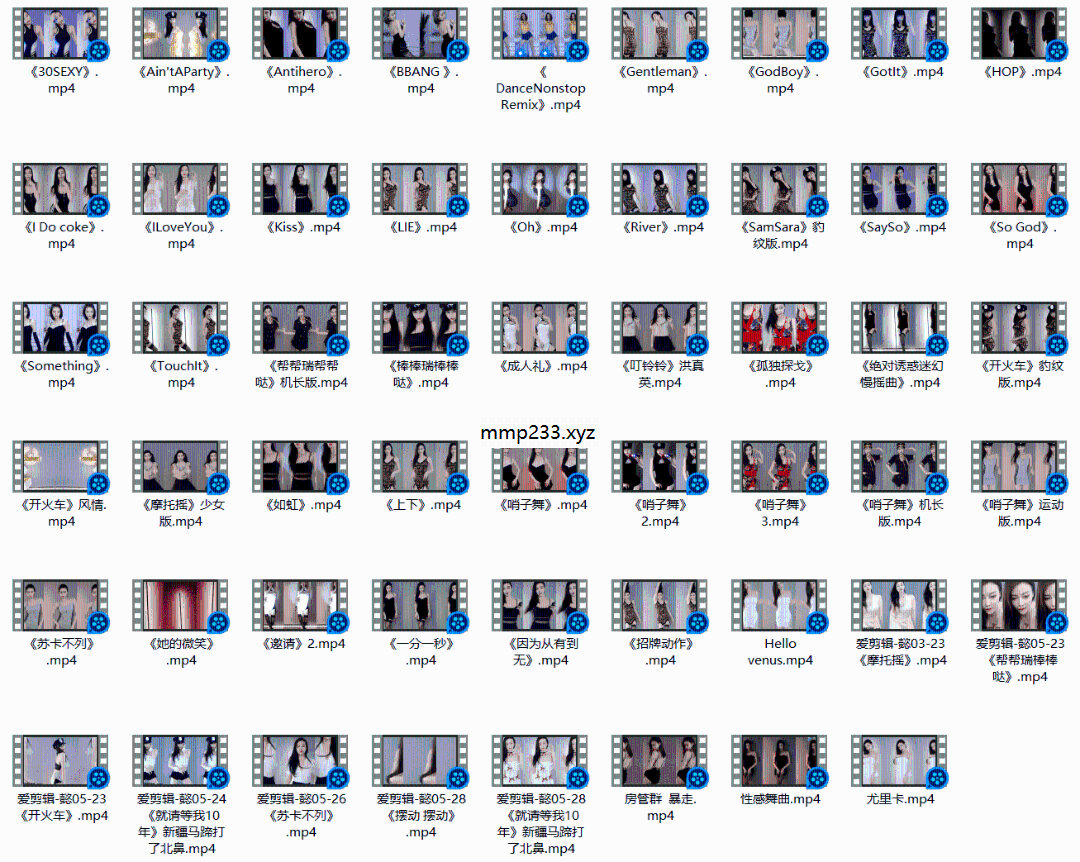 《30SEXY》.
mp4
《Ain'tAParty》.
mp4
《Antihero》.
mp4
《BBANG 》.
mp4
《
DanceNonstop
Remix》.mp4
《Gentleman》.
mp4
《GodBoy》.
mp4
《GotIt》.mp4
《HOP》.mp4
《I Do coke》.
mp4
《ILoveYou》.
mp4
《Kiss》.mp4
《LIE》.mp4
《Oh》.mp4
《River》.mp4
《SamSara》豹
纹版.mp4
《SaySo》.mp4
《So God》.
mp4
《Something》.
mp4
《TouchIt》.
mp4
《帮帮瑞帮帮
哒》机长版.mp4
《棒棒瑞棒棒
哒》.mp4
《成人礼》.mp4
《叮铃铃》洪真
英.mp4
《孤独探戈》
.mp4
《绝对诱惑迷幻
慢摇曲》.mp4
《开火车》豹纹
版.mp4
mmp233.xyz
《开火车》风情.
mp4
《摩托摇》少女
版.mp4
《如虹》.mp4
《上下》.mp4
《哨子舞》.mp4
《哨子舞》
2.mp4
《哨子舞》
3.mp4
《哨子舞》机长
版.mp4
《哨子舞》运动
版.mp4
《苏卡不列》
.mp4
《她的微笑》
.mp4
《邀请》2.mp4
《一分一秒》
.mp4
《因为从有到
无》.mp4
《招牌动作》
.mp4
Hello
venus.mp4
爱剪辑-懿03-23
《摩托摇》.mp4
爱剪辑-懿05-23
《帮帮瑞棒棒
哒》.mp4
爱剪辑-懿05-23
《开火车》.mp4
爱剪辑-懿05-24
《就请等我10
年》新疆马蹄打
了北鼻.mp4
爱剪辑-懿05-26
《苏卡不列》
.mp4
爱剪辑-懿05-28
《摆动 摆动》
.mp4
爱剪辑-懿05-28
《就请等我10
年》新疆马蹄打
了北鼻.mp4
房管群  暴走.
mp4
性感舞曲.mp4
尤里卡.mp4